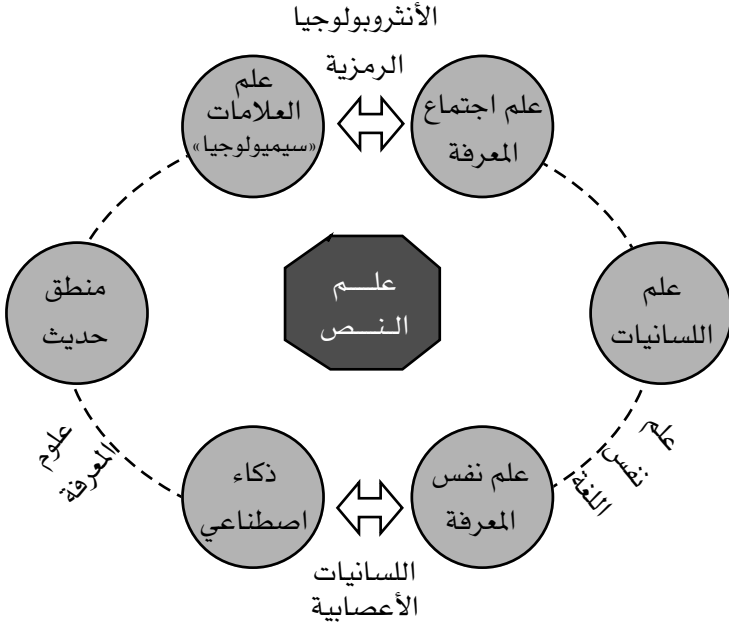 الأنثروبولوجيا
الرمزية
علم اجتماع
المعرفة
علم
العلامات
«سيميولوجيا»
علم
اللسانيات
علـــم
النـــص
منطق
حديث
علم
نفس
اللغة
علوم
المعرفة
علم نفس
المعرفة
ذكاء
اصطناعي
اللسانيات
الأعصابية